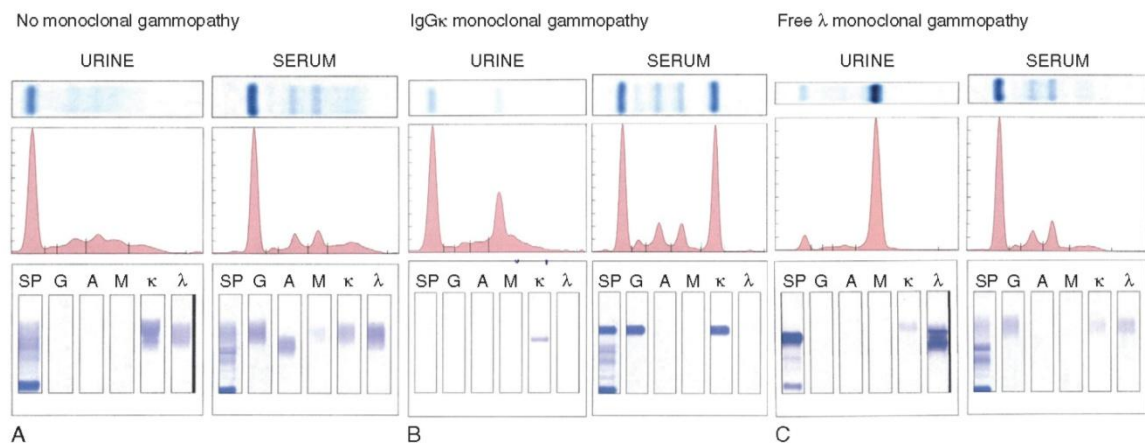 No monoclonal gammopathy
IgGκ monoclonal gammopathy
Free λ monoclonal gammopathy
URINE
SERUM
URINE
SERUM
URINE
SERUM
SP G A M κ λ
SP G A M κ λ
SP G A M κ λ
SP G A M κ λ
SP G A M κ λ
SP G A M κ λ
A
B
C